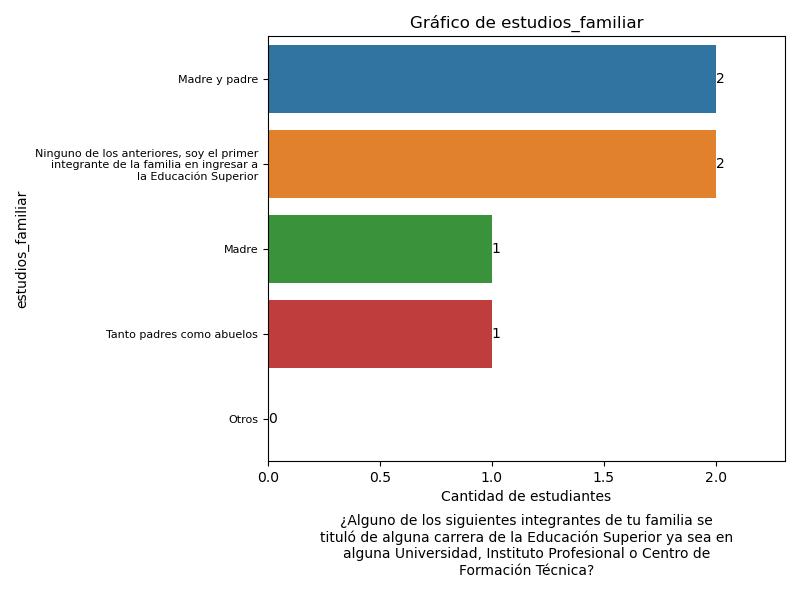 Gráfico de estudios_familiar
Madre y padre
2
Ninguno de los anteriores, soy el primer
integrante de la familia en ingresar a
la Educación Superior
2
estudios_familiar
Madre
1
Tanto padres como abuelos
1
Otros
0
0.0 0.5 1.0 1.5 2.0
Cantidad de estudiantes
¿Alguno de los siguientes integrantes de tu familia se
tituló de alguna carrera de la Educación Superior ya sea en
alguna Universidad, Instituto Profesional o Centro de
Formación Técnica?